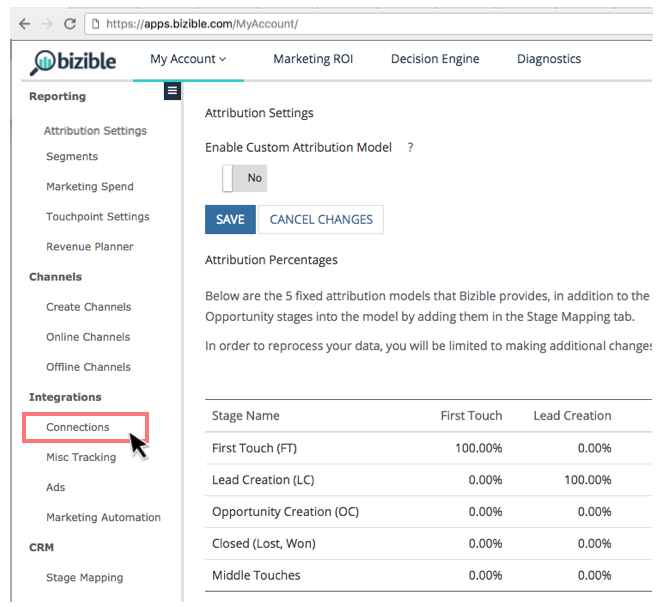 https://apps.bizible.com/MyAccount/
bizible
My Account
Marketing ROI
Decision Engine
Diagnostics
Reporting
Attribution Settings
Segments
Marketing Spend
Touchpoint Settings
Revenue Planner
Channels
Create Channels
Online Channels
Offline Channels
Integrations
Connections
Misc Tracking
Ads
Marketing Automation
CRM
Stage Mapping
Attribution Settings
Enable Custom Attribution Model ?
No
SAVE CANCEL CHANGES
Attribution Percentages
Below are the 5 fixed attribution models that Bizible provides, in addition to the
Opportunity stages into the model by adding them in the Stage Mapping tab.
In order to reprocess your data, you will be limited to making additional changes
Stage Name First Touch Lead Creation
First Touch (FT) 100.00% 0.00%
Lead Creation (LC) 0.00% 100.00%
Opportunity Creation (OC) 0.00% 0.00%
Closed (Lost, Won) 0.00% 0.00%
Middle Touches 0.00% 0.00%